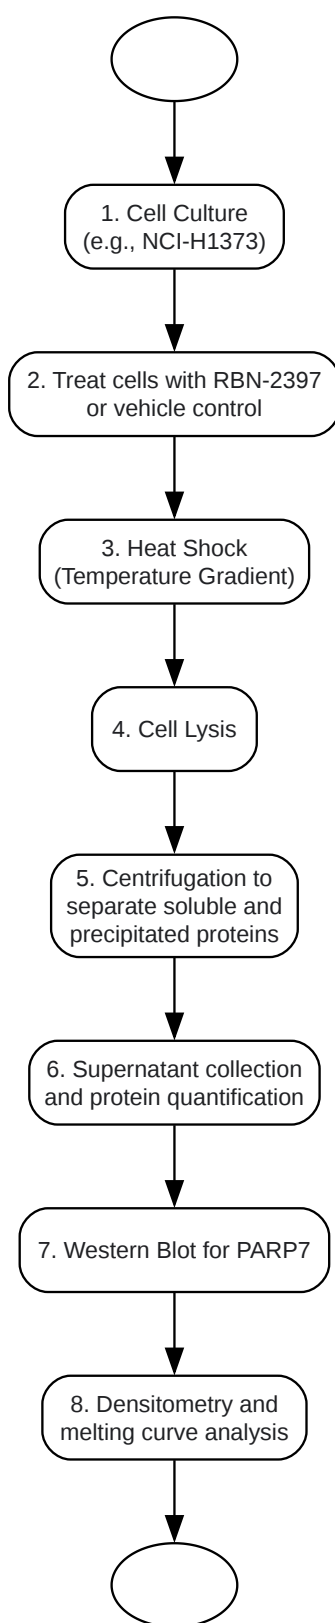 1. Cell Culture
(e.g., NCI-H1373)
2. Treat cells with RBN-2397
or vehicle control
3. Heat Shock
(Temperature Gradient)
4. Cell Lysis
5. Centrifugation to
separate soluble and
precipitated proteins
6. Supernatant collection
and protein quantification
7. Western Blot for PARP7
8. Densitometry and
melting curve analysis